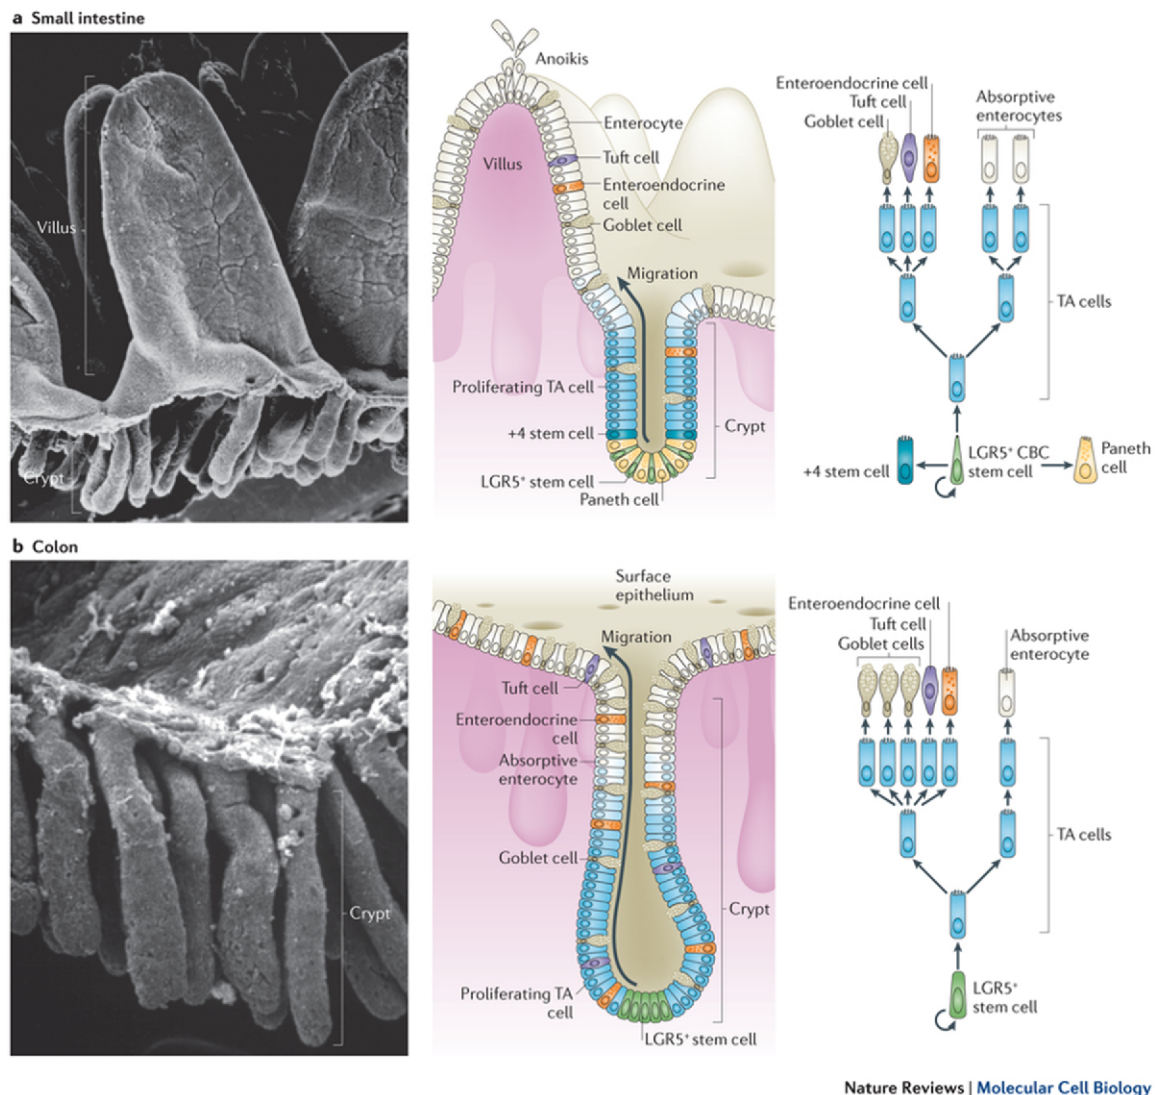 a Small intestine
Villus
Crypt
Anoikis
Enterocyte
Villus
Tuft cell
Enteroendocrine
cell
Goblet cell
Migration
Proliferating TA cell
+4 stem cell
LGR5⁺ stem cell
Paneth cell
Crypt
Enteroendocrine cell
Tuft cell
Goblet cell
Absorptive
enterocytes
TA cells
+4 stem cell
LGR5⁺ CBC
stem cell
Paneth
cell
b Colon
Crypt
Surface
epithelium
Migration
Tuft cell
Enteroendocrine
cell
Absorptive
enterocyte
Goblet cell
Crypt
Proliferating TA
cell
LGR5⁺ stem cell
Enteroendocrine cell
Tuft cell
Goblet cells
Absorptive
enterocyte
TA cells
LGR5⁺
stem cell
Nature Reviews | Molecular Cell Biology